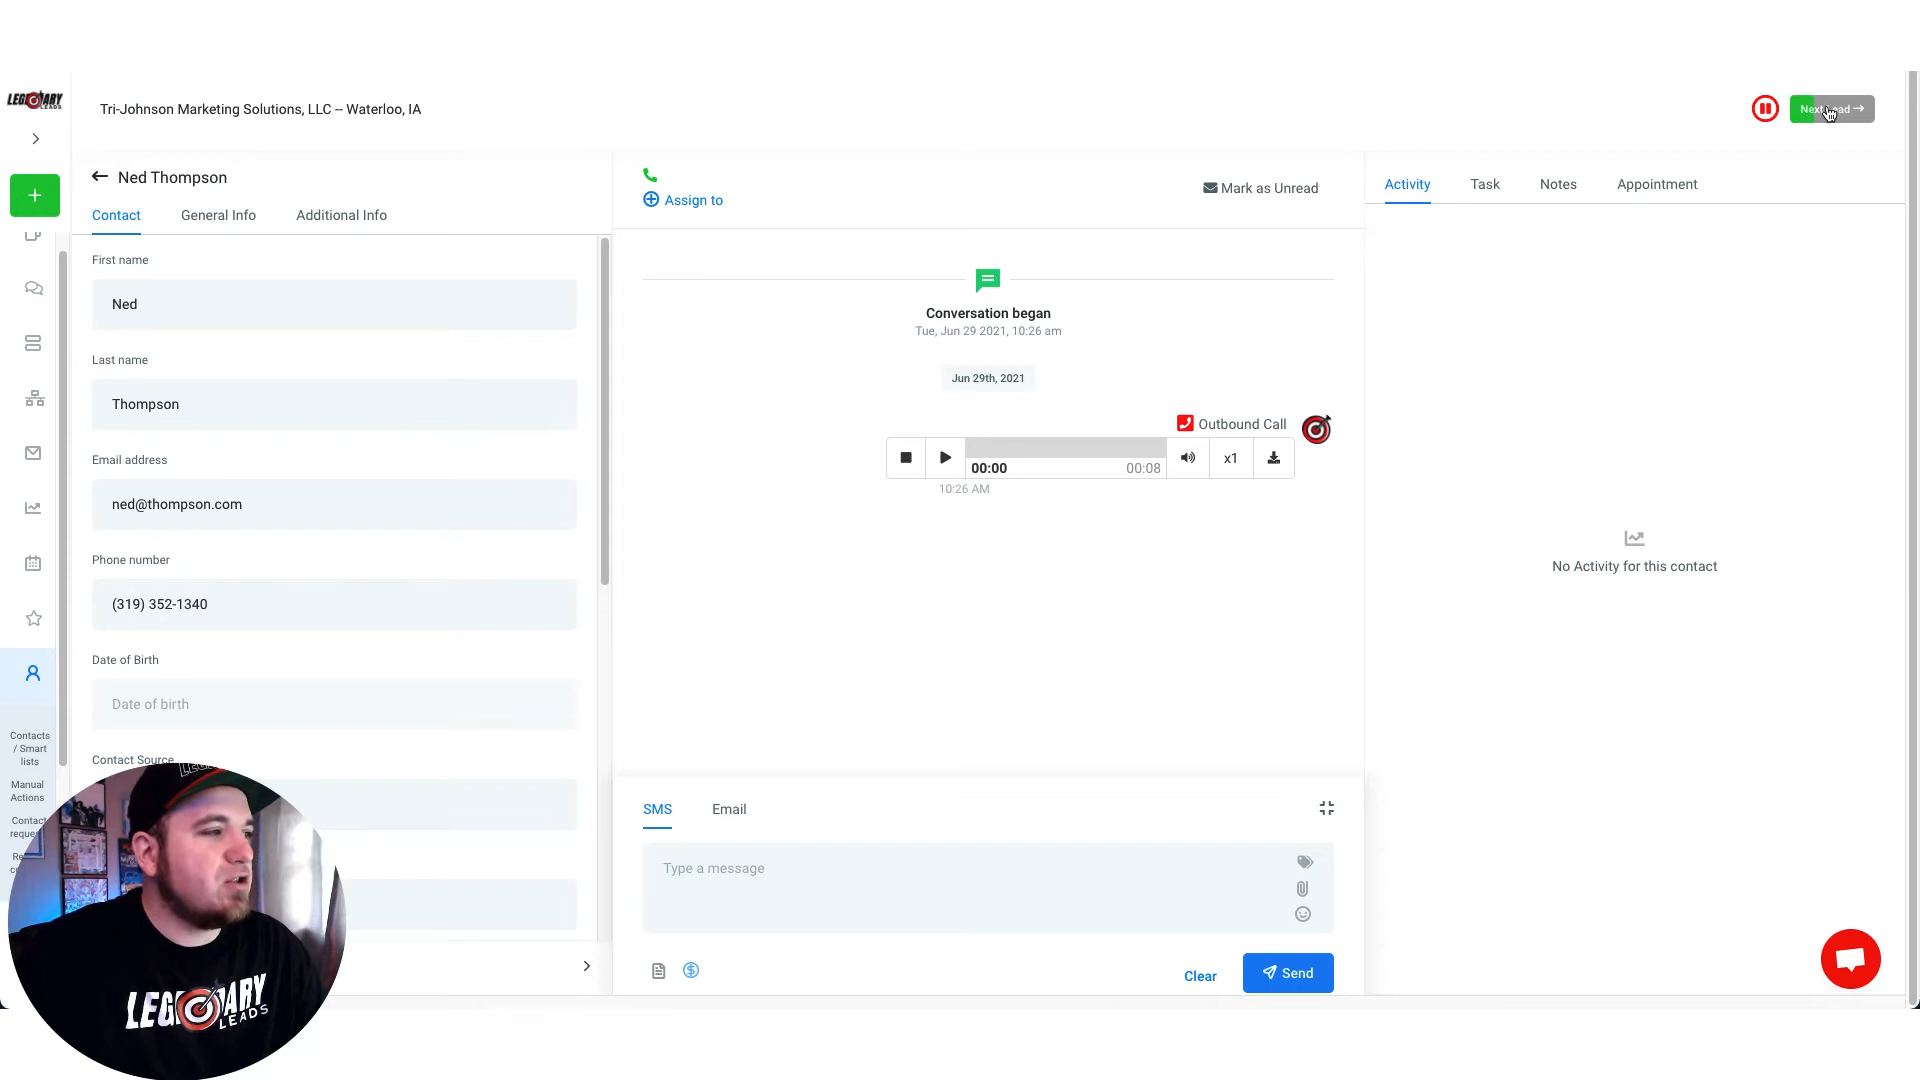 LEGENDARY
LEADS
Tri-Johnson Marketing Solutions, LLC -- Waterloo, IA
Next Lead →
← Ned Thompson
Contact
General Info
Additional Info
First name
Ned
Last name
Thompson
Email address
ned@thompson.com
Phone number
(319) 352-1340
Date of Birth
Date of birth
Contact Source
Assign to
Mark as Unread
Conversation began
Tue, Jun 29 2021, 10:26 am
Jun 29th, 2021
Outbound Call
00:00
00:08
x1
10:26 AM
SMS
Email
Type a message
Clear
Send
Activity
Task
Notes
Appointment
No Activity for this contact
Contacts
/ Smart
lists
Manual
Actions
Contact
LEGENDARY
LEADS